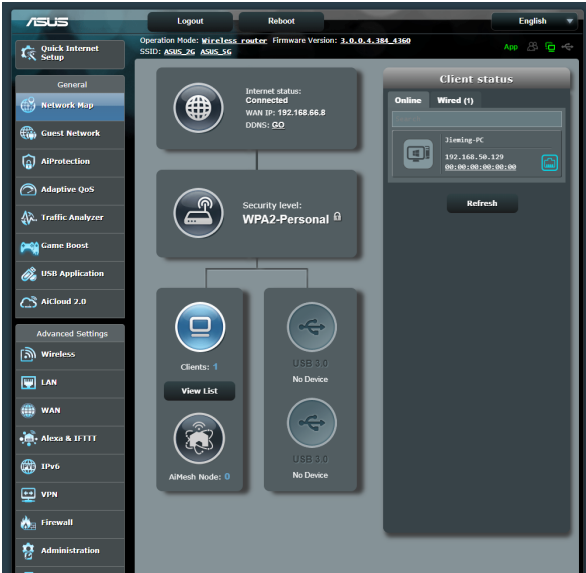 ASUS
Logout
Reboot
English
Operation Mode: Wireless router Firmware Version: 3.0.0.4.384_4360
SSID: ASUS_2G ASUS_5G
App
Quick Internet
Setup
General
Network Map
Guest Network
AiProtection
Adaptive QoS
Traffic Analyzer
Game Boost
USB Application
AiCloud 2.0
Advanced Settings
Wireless
LAN
WAN
Alexa & IFTTT
IPv6
VPN
Firewall
Administration
Internet status:
Connected
WAN IP: 192.168.66.8
DDNS: GO
Security level:
WPA2-Personal
Clients: 1
View List
AiMesh Node: 0
USB 3.0
No Device
USB 3.0
No Device
Client status
Online
Wired (1)
Jieming-PC
192.168.50.129
00:00:00:00:00:00
Refresh